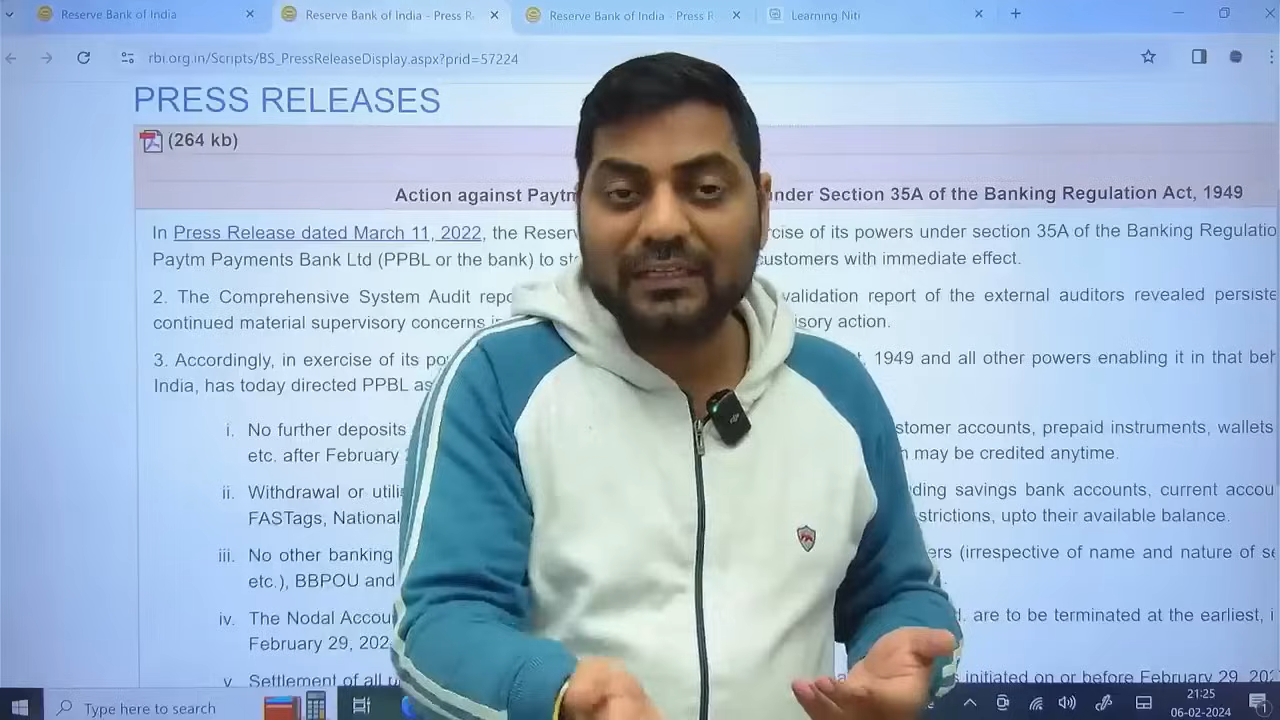 Reserve Bank of India
Reserve Bank of India - Press R
Reserve Bank of India - Press R
Learning Niti
rbi.org.in/Scripts/BS_PressReleaseDisplay.aspx?prid=57224
PRESS RELEASES
(264 kb)
Action against Paytm under Section 35A of the Banking Regulation Act, 1949
In Press Release dated March 11, 2022, the Reser cise of its powers under section 35A of the Banking Regulatio
Paytm Payments Bank Ltd (PPBL or the bank) to st customers with immediate effect.
2. The Comprehensive System Audit repo validation report of the external auditors revealed persiste
continued material supervisory concerns i isory action.
3. Accordingly, in exercise of its po t, 1949 and all other powers enabling it in that beh
India, has today directed PPBL as
i. No further deposits stomer accounts, prepaid instruments, wallets
etc. after February may be credited anytime.
ii. Withdrawal or utili ding savings bank accounts, current accou
FASTags, National strictions, upto their available balance.
iii. No other banking ers (irrespective of name and nature of se
etc.), BBPOU and
iv. The Nodal Accou d. are to be terminated at the earliest, i
February 29, 202
v. Settlement of all initiated on or before February 29, 202
Type here to search
21:25
06-02-2024